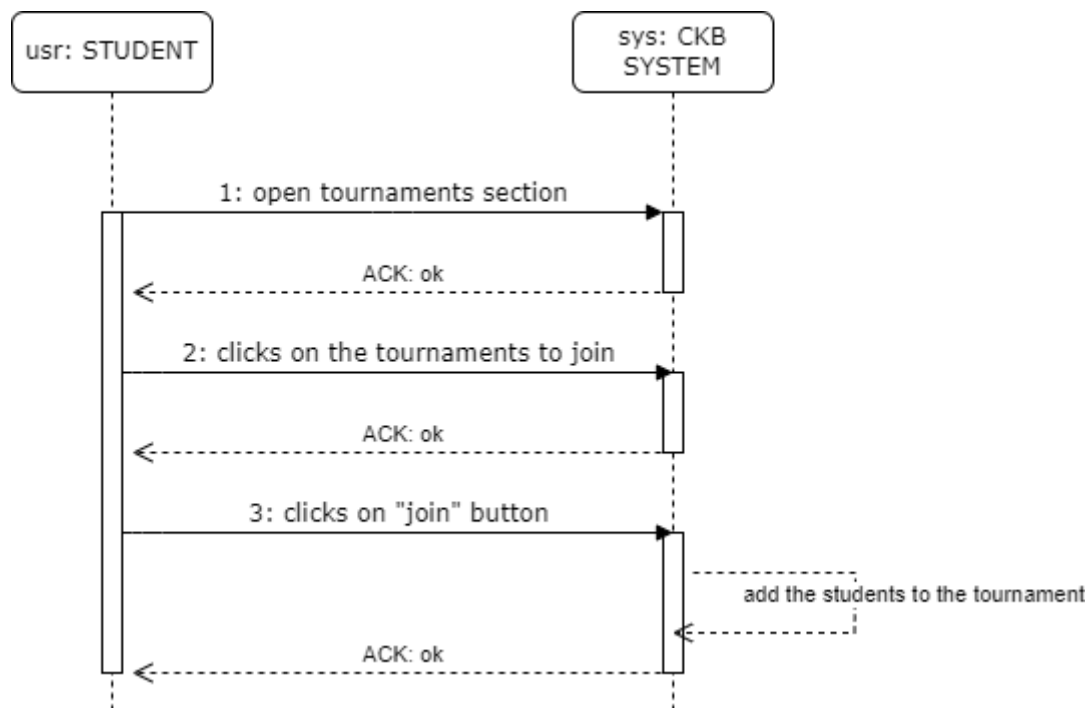 usr: STUDENT
sys: CKB
SYSTEM
1: open tournaments section
ACK: ok
2: clicks on the tournaments to join
ACK: ok
3: clicks on "join" button
add the students to the tournament
ACK: ok